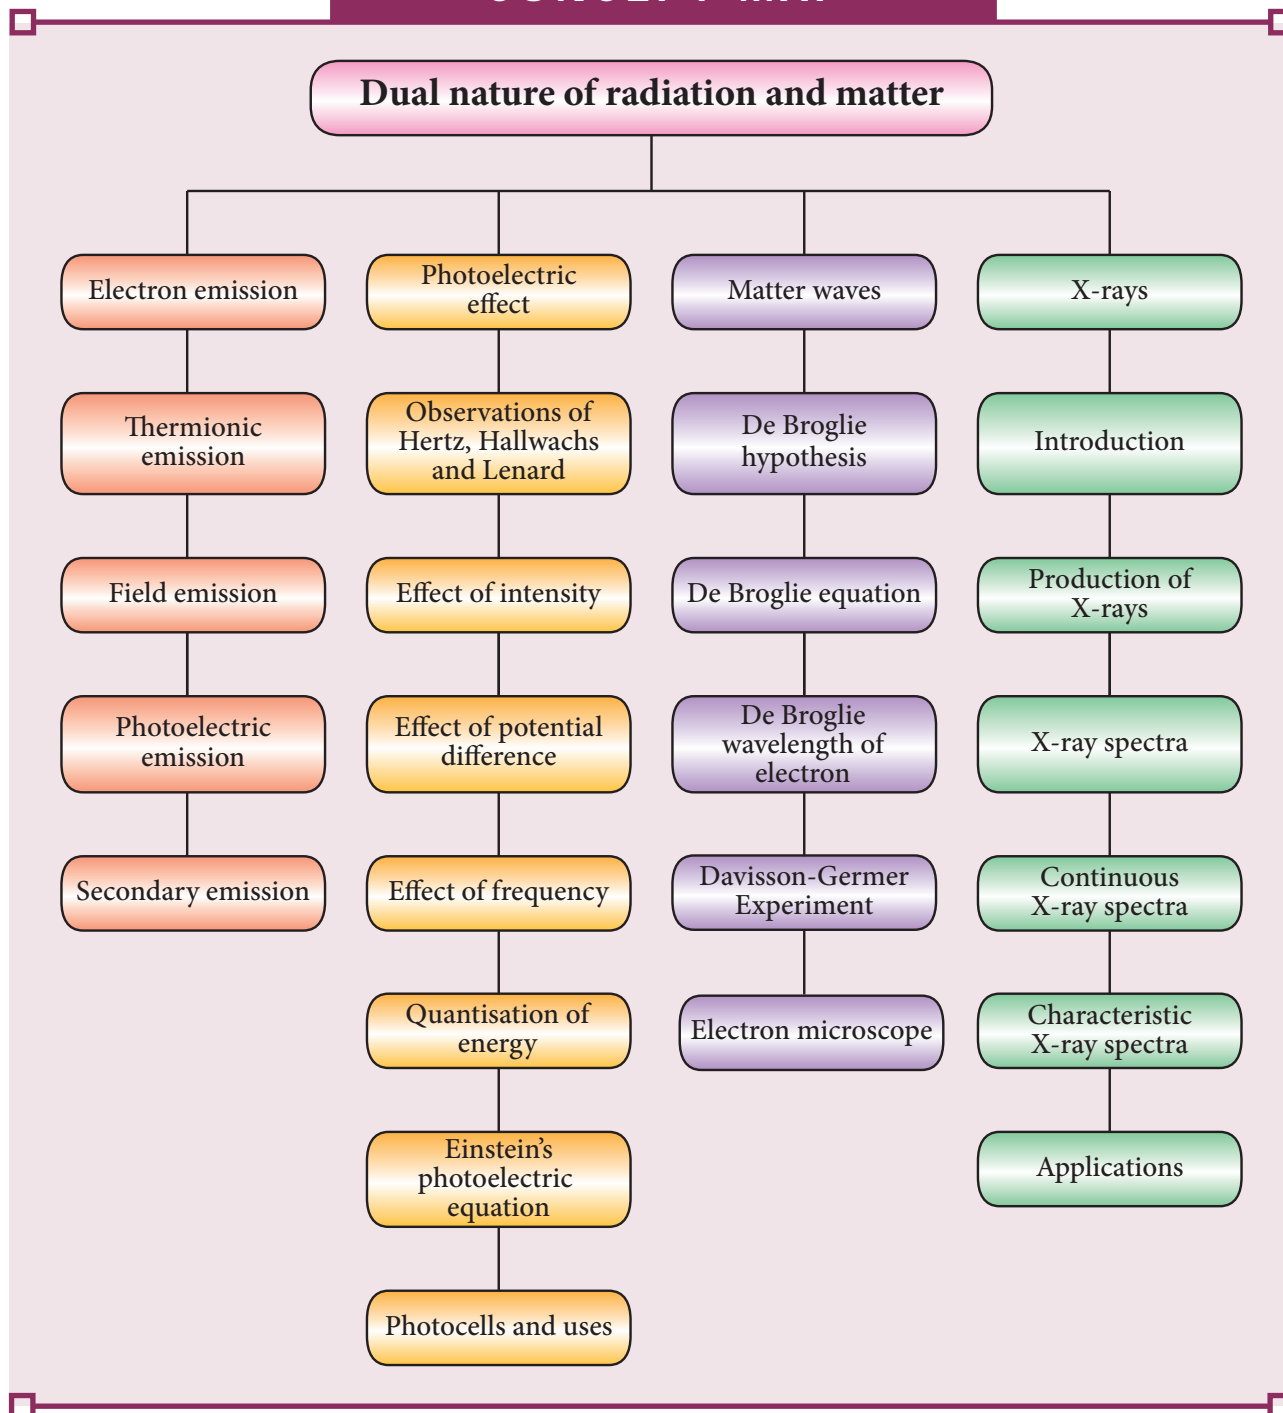 Dual nature of radiation and matter
Electron emission
Thermionic
emission
Field emission
Photoelectric
emission
Secondary emission
Photoelectric
effect
Observations of
Hertz, Hallwachs
and Lenard
Effect of intensity
Effect of potential
difference
Effect of frequency
Quantisation of
energy
Einstein’s
photoelectric
equation
Photocells and uses
Matter waves
De Broglie
hypothesis
De Broglie equation
De Broglie
wavelength of
electron
Davisson-Germer
Experiment
Electron microscope
X-rays
Introduction
Production of
X-rays
X-ray spectra
Continuous
X-ray spectra
Characteristic
X-ray spectra
Applications